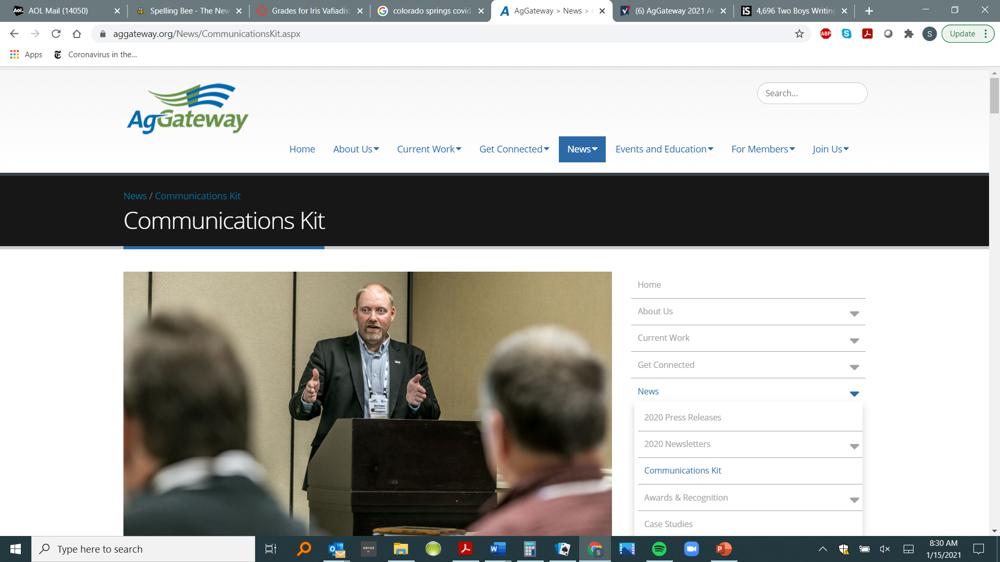 AOL Mail (14050)
Spelling Bee - The New
Grades for Iris Vafiadis:
colorado springs covid
AgGateway > News >
(6) AgGateway 2021 A
4,696 Two Boys Writing
aggateway.org/News/CommunicationsKit.aspx
ABP
S
Update
Apps
Coronavirus in the...
AgGateway
Search...
Home
About Us
Current Work
Get Connected
News
Events and Education
For Members
Join Us
News / Communications Kit
Communications Kit
Home
About Us
Current Work
Get Connected
News
2020 Press Releases
2020 Newsletters
Communications Kit
Awards & Recognition
Case Studies
Type here to search
SONOS
8:30 AM
1/15/2021